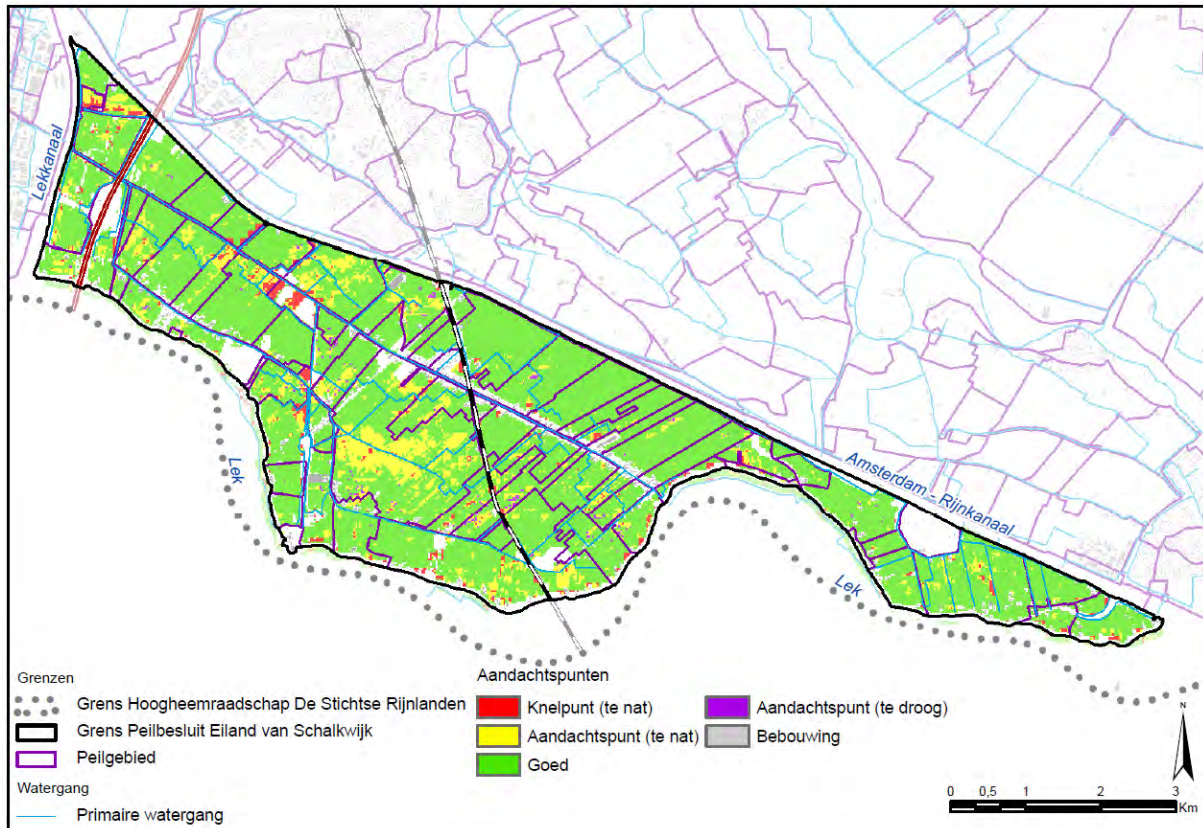 Lekkanaal
Lek
Amsterdam - Rijnkanaal
Lek
Grenzen
Grens Hoogheemraadschap De Stichtse Rijnlanden
Grens Peilbesluit Eiland van Schalkwijk
Peilgebied
Watergang
Primaire watergang
Aandachtspunten
Knelpunt (te nat)
Aandachtspunt (te nat)
Goed
Aandachtspunt (te droog)
Bebouwing
N
0 0,5 1 2 3
Km